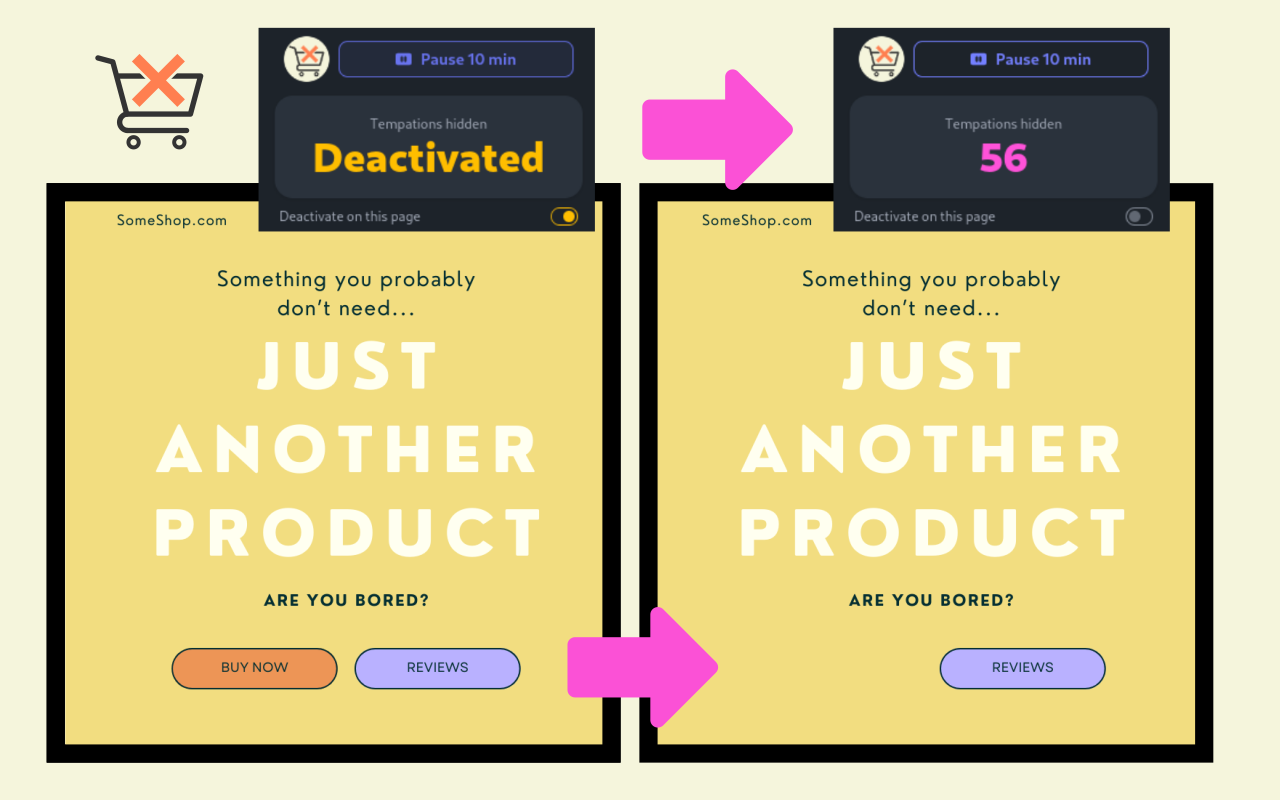 Pause 10 min
Tempations hidden
Deactivated
Deactivate on this page
SomeShop.com
Something you probably
don't need...
JUST
ANOTHER
PRODUCT
ARE YOU BORED?
BUY NOW
REVIEWS
Pause 10 min
Tempations hidden
56
Deactivate on this page
SomeShop.com
Something you probably
don't need...
JUST
ANOTHER
PRODUCT
ARE YOU BORED?
REVIEWS